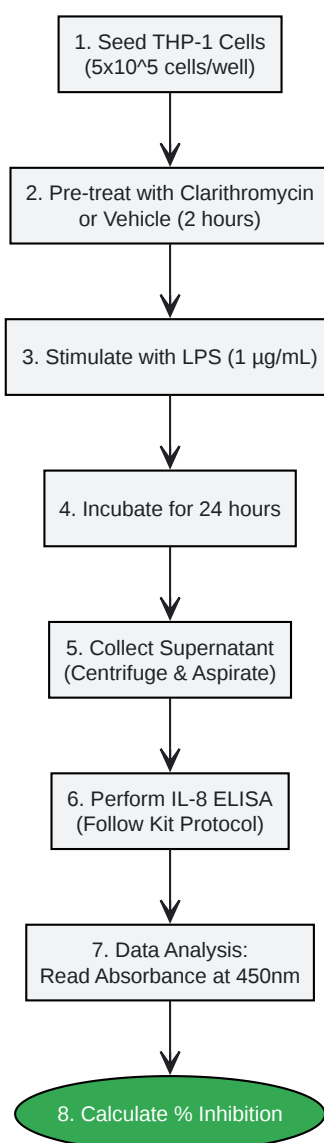 1. Seed THP-1 Cells
(5x10^5 cells/well)
2. Pre-treat with Clarithromycin
or Vehicle (2 hours)
3. Stimulate with LPS (1 µg/mL)
4. Incubate for 24 hours
5. Collect Supernatant
(Centrifuge & Aspirate)
6. Perform IL-8 ELISA
(Follow Kit Protocol)
7. Data Analysis:
Read Absorbance at 450nm
8. Calculate % Inhibition